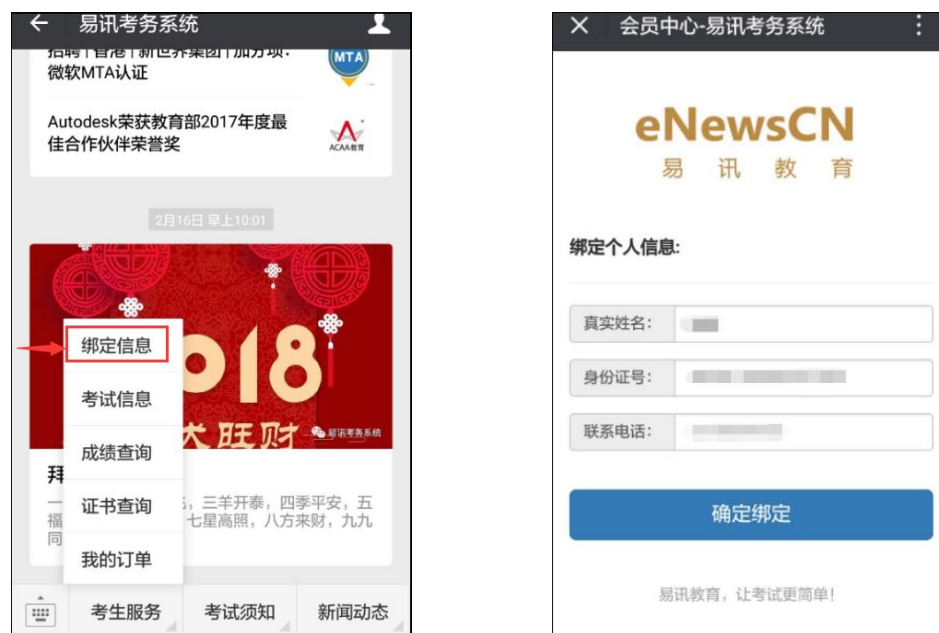 易讯考务系统
招聘|香港|新世界集团|加分项:
微软MTA认证
MTA
Autodesk荣获教育部2017年度最
佳合作伙伴荣誉奖
ACAA教育
2月16日 早上10:01
2018
犬旺财
易讯考务系统
绑定信息
考试信息
成绩查询
证书查询
我的订单
拜
一
，三羊开泰，四季平安，五
福
七星高照，八方来财，九九
同
考生服务
考试须知
新闻动态
会员中心-易讯考务系统
eNewsCN
易讯教育
绑定个人信息:
真实姓名：
身份证号：
联系电话：
确定绑定
易讯教育，让考试更简单！